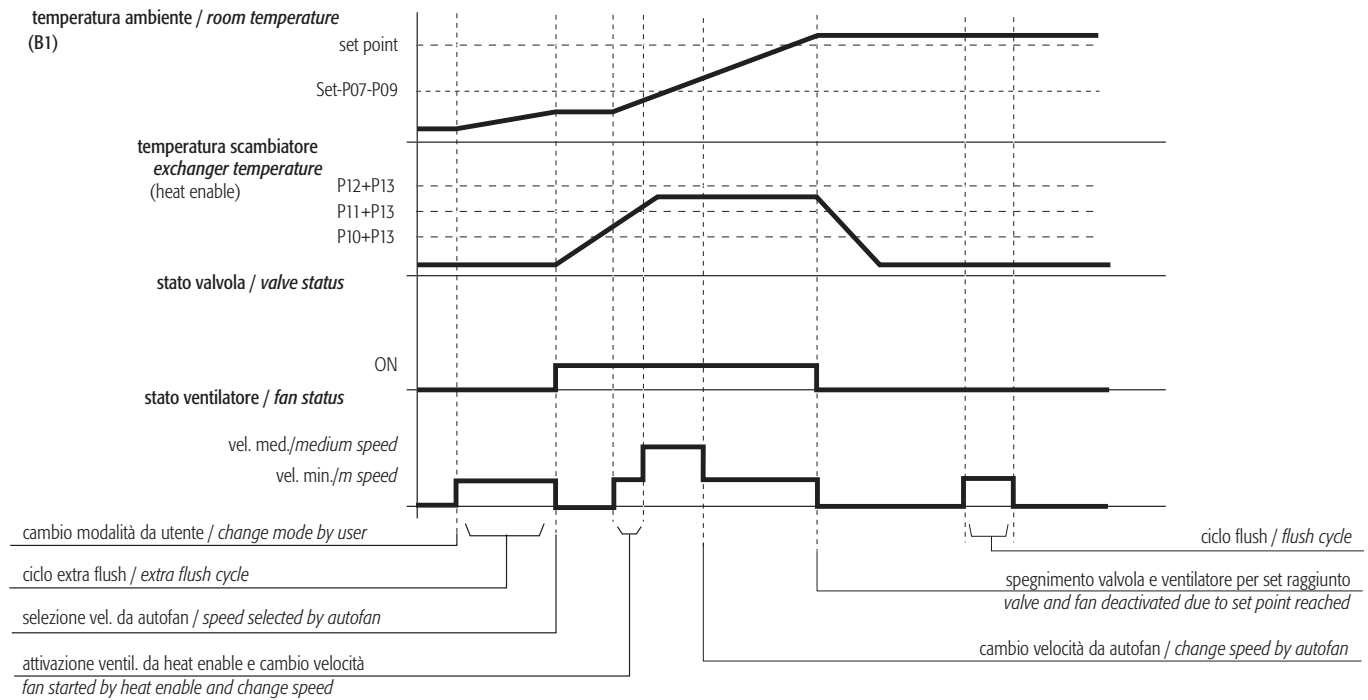 temperatura ambiente / room temperature
(B1)
set point
Set-P07-P09
temperatura scambiatore
exchanger temperature
(heat enable)
P12+P13
P11+P13
P10+P13
stato valvola / valve status
ON
stato ventilatore / fan status
vel. med./medium speed
vel. min./m speed
cambio modalità da utente / change mode by user
ciclo extra flush / extra flush cycle
selezione vel. da autofan / speed selected by autofan
attivazione ventil. da heat enable e cambio velocità
fan started by heat enable and change speed
ciclo flush / flush cycle
spegnimento valvola e ventilatore per set raggiunto
valve and fan deactivated due to set point reached
cambio velocità da autofan / change speed by autofan